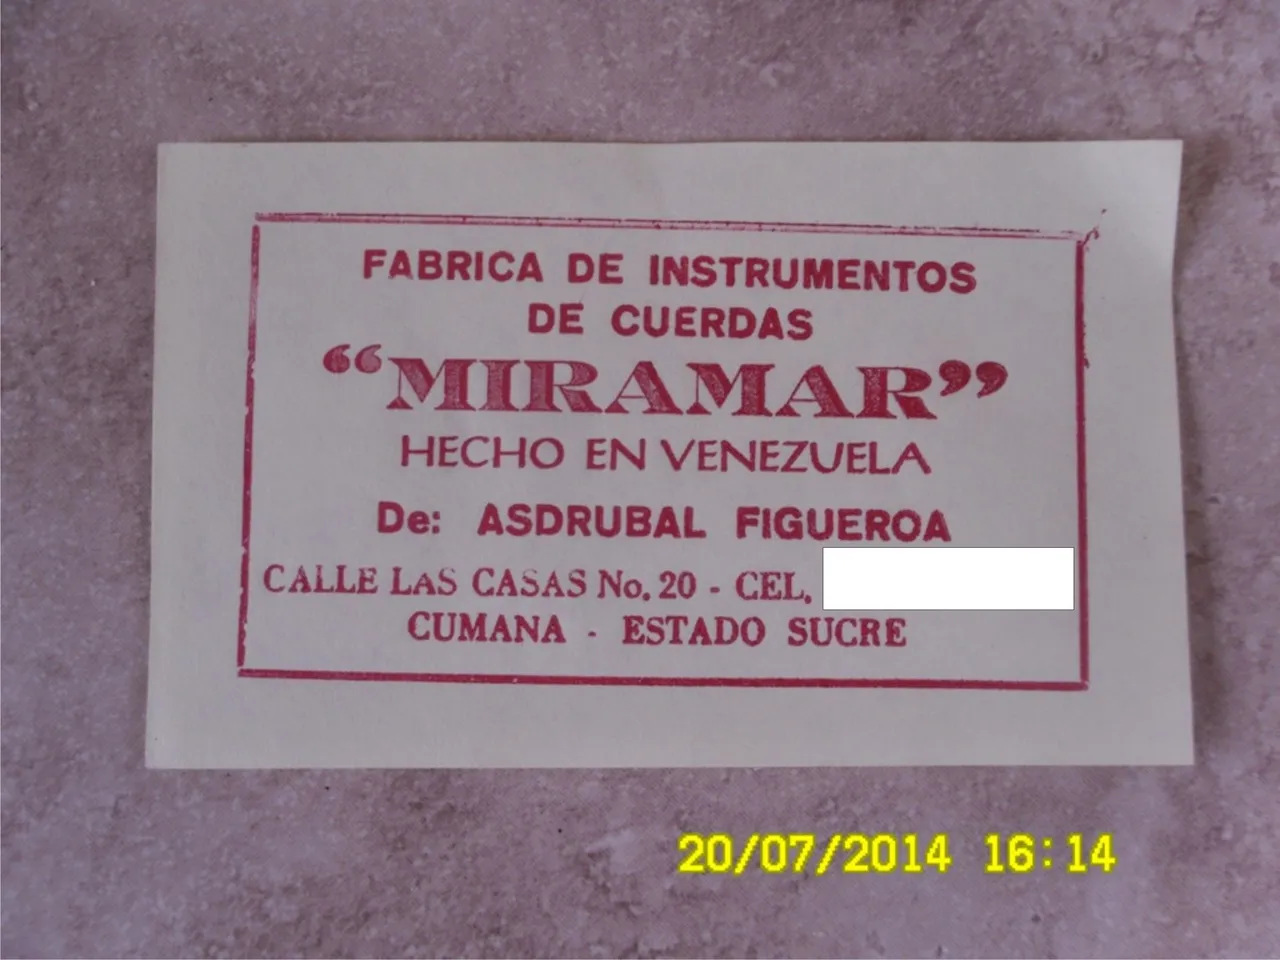 FABRICA DE INSTRUMENTOS
DE CUERDAS
“MIRAMAR”
HECHO EN VENEZUELA
De: ASDRUBAL FIGUEROA
CALLE LAS CASAS No. 20 - CEL.
CUMANA - ESTADO SUCRE
20/07/2014 16:14